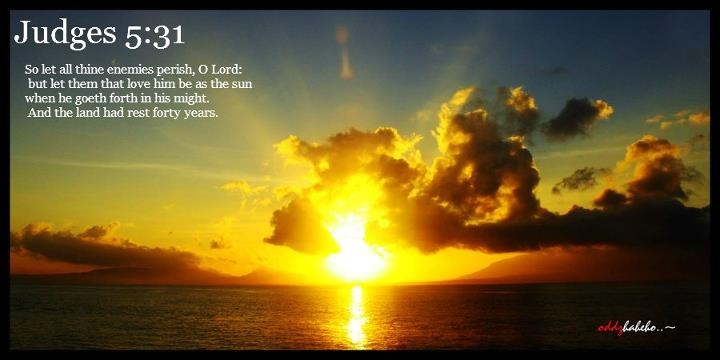 Judges 5:31
So let all thine enemies perish, O Lord:
but let them that love him be as the sun
when he goeth forth in his might.
And the land had rest forty years.
oddzhaheho..~